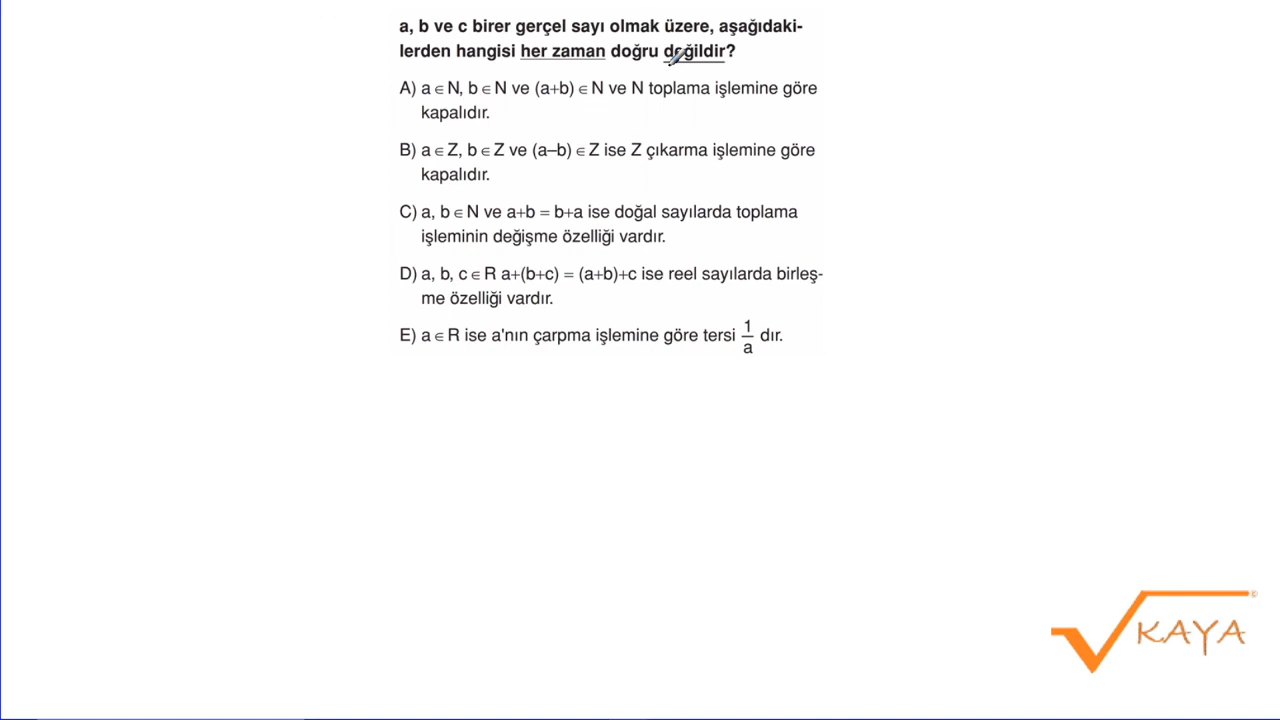 a, b ve c birer gerçel sayı olmak üzere, aşağıdaki-
lerden hangisi her zaman doğru değildir?
A) a ∈ N, b ∈ N ve (a+b) ∈ N ve N toplama işlemine göre
kapalıdır.
B) a ∈ Z, b ∈ Z ve (a–b) ∈ Z ise Z çıkarma işlemine göre
kapalıdır.
C) a, b ∈ N ve a+b = b+a ise doğal sayılarda toplama
işleminin değişme özelliği vardır.
D) a, b, c ∈ R a+(b+c) = (a+b)+c ise reel sayılarda birleş-
me özelliği vardır.
E) a ∈ R ise a'nın çarpma işlemine göre tersi 1/a dır.
KAYA